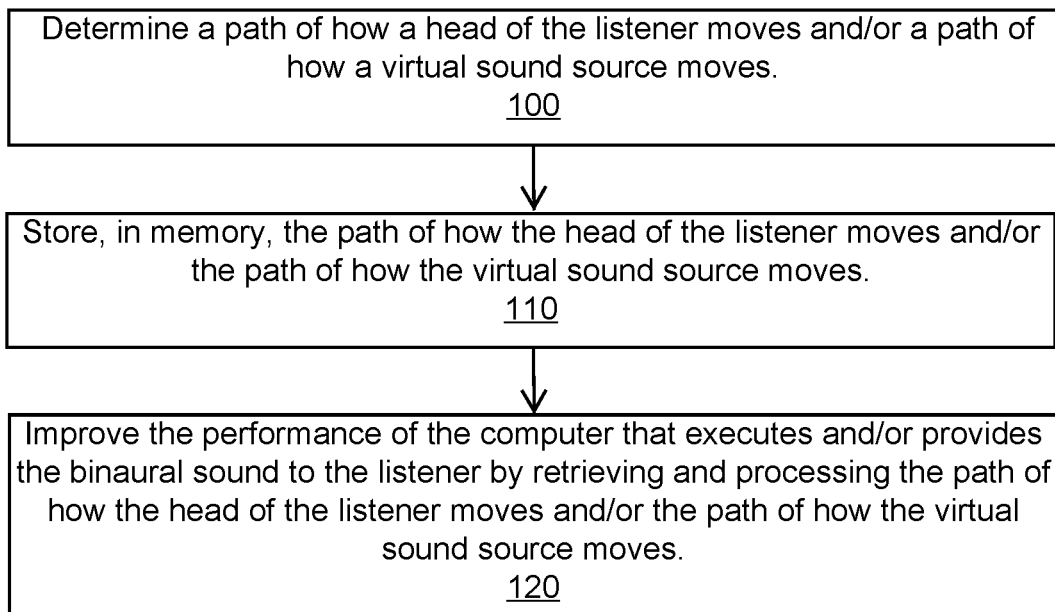 Determine a path of how a head of the listener moves and/or a path of
how a virtual sound source moves.
100
Store, in memory, the path of how the head of the listener moves and/or
the path of how the virtual sound source moves.
110
Improve the performance of the computer that executes and/or provides
the binaural sound to the listener by retrieving and processing the path of
how the head of the listener moves and/or the path of how the virtual
sound source moves.
120